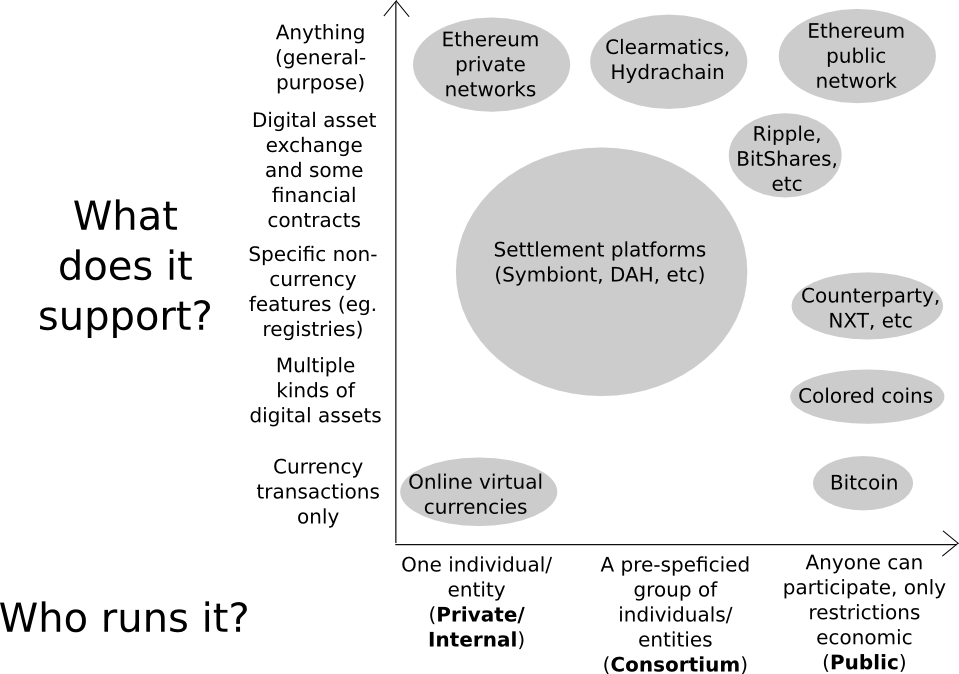 Anything
(general-
purpose)
Digital asset
exchange
and some
financial
contracts
What
does it
support?
Specific non-
currency
features (eg.
registries)
Multiple
kinds of
digital assets
Currency
transactions
only
Ethereum
private
networks
Clearmatics,
Hydrachain
Ethereum
public
network
Ripple,
BitShares,
etc
Settlement platforms
(Symbiont, DAH, etc)
Counterparty,
NXT, etc
Colored coins
Online virtual
currencies
Bitcoin
Who runs it?
One individual/
entity
(Private/
Internal)
A pre-speficied
group of
individuals/
entities
(Consortium)
Anyone can
participate, only
restrictions
economic
(Public)